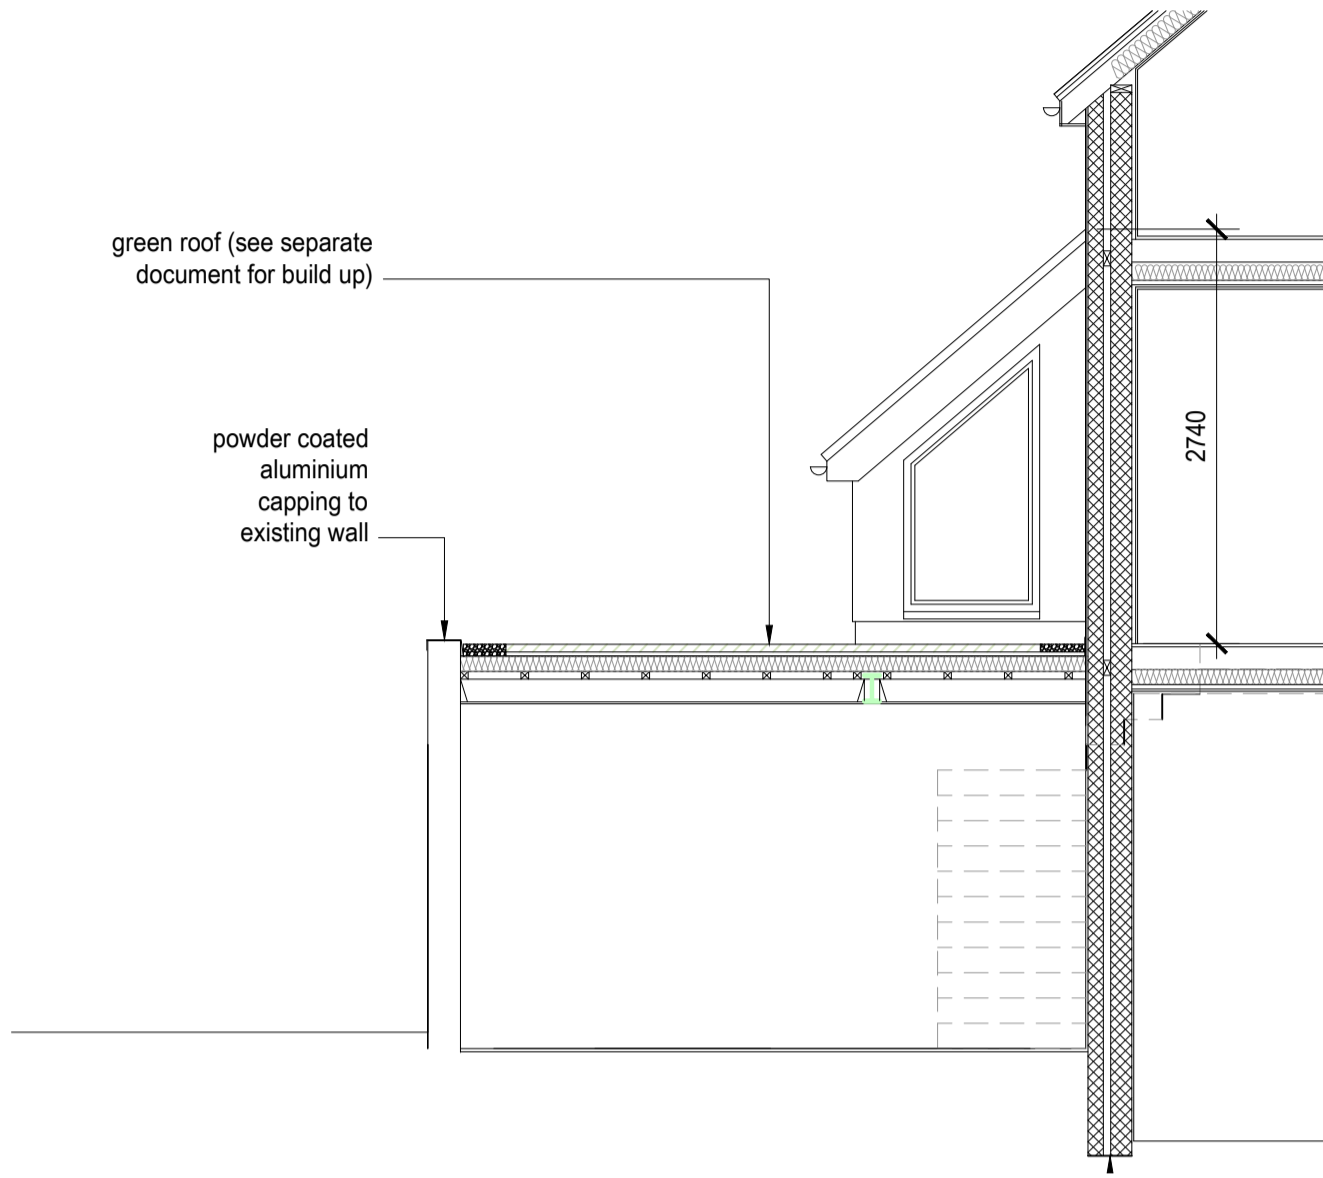 green roof (see separate
document for build up)
powder coated
aluminium
capping to
existing wall
2740